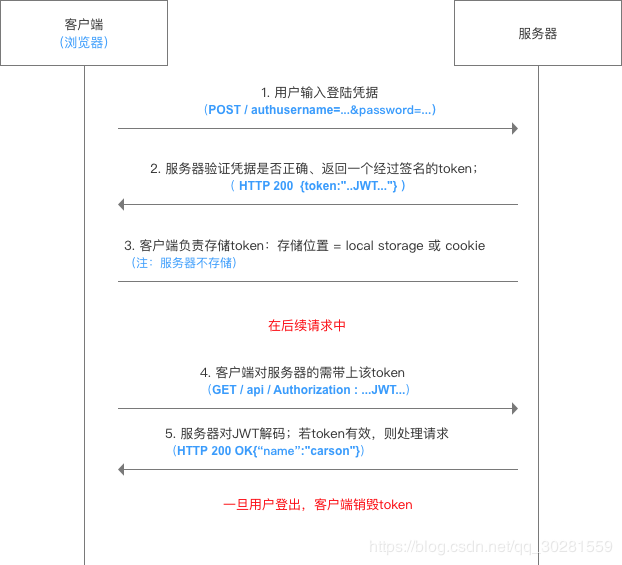 客户端
（浏览器）
服务器
1. 用户输入登陆凭据
（POST / authusername=...&password=...)
2. 服务器验证凭据是否正确、返回一个经过签名的token；
（ HTTP 200  {token:"..JWT..."} ）
3. 客户端负责存储token：存储位置 = local storage 或 cookie
（注：服务器不存储）
在后续请求中
4. 客户端对服务器的需带上该token
（GET / api / Authorization : ...JWT...）
5. 服务器对JWT解码；若token有效，则处理请求
（HTTP 200 OK{“name”:"carson"}）
一旦用户登出，客户端销毁token
https://blog.csdn.net/qq_30281559